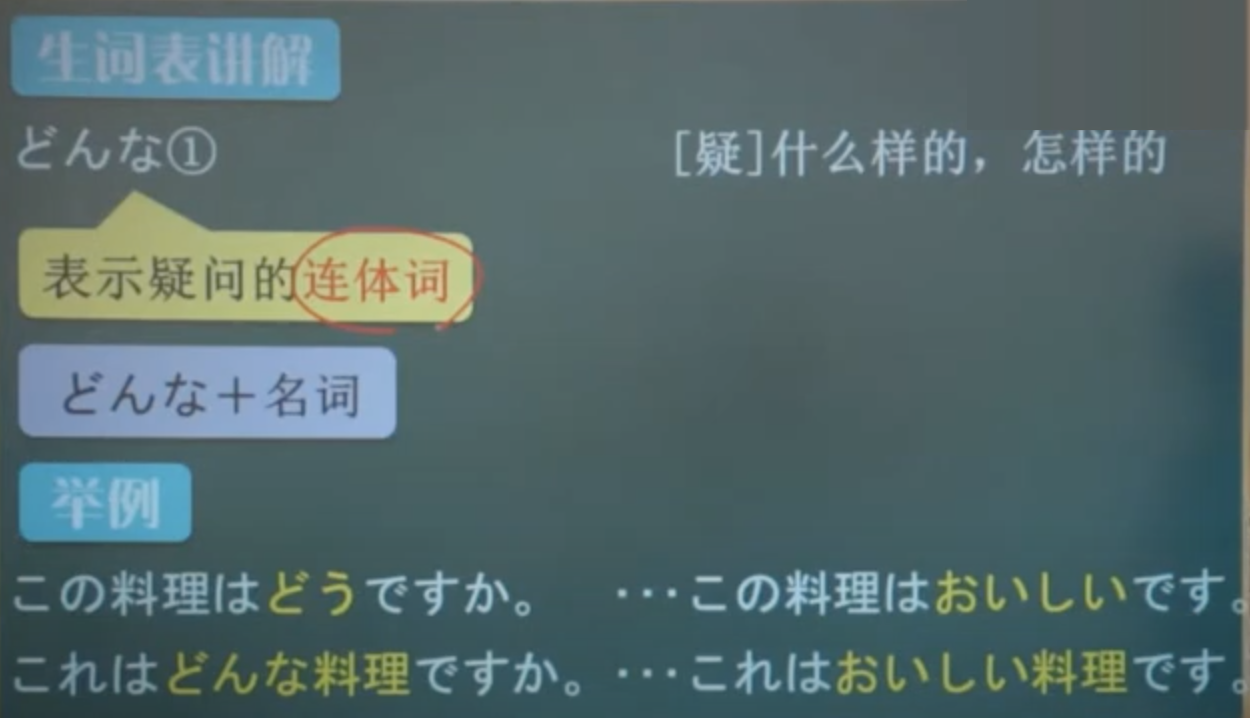 生词表讲解
どんな① [疑]什么样的，怎样的
表示疑问的连体词
どんな＋名词
举例
この料理はどうですか。 …この料理はおいしいです。
これはどんな料理ですか。…これはおいしい料理です。